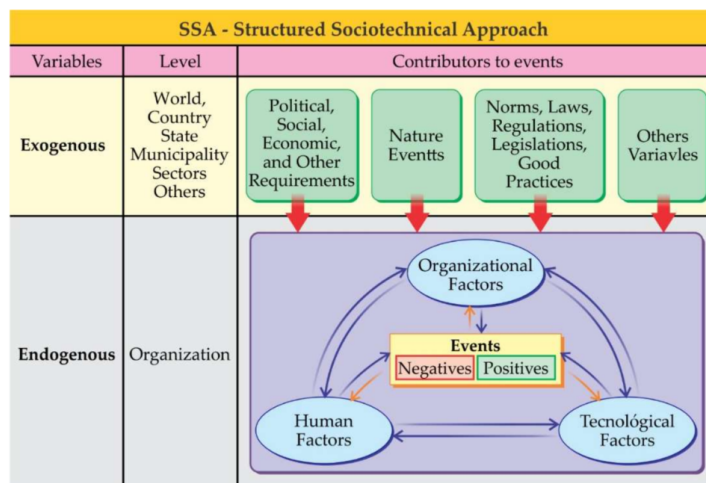 SSA - Structured Sociotechnical Approach
Variables
Level
Contributors to events
Exogenous
World,
Country
State
Municipality
Sectors
Others
Political,
Social,
Economic,
and Other
Requirements
Nature
Eventts
Norms, Laws,
Regulations,
Legislations,
Good
Practices
Others
Variavles
Endogenous
Organization
Organizational
Factors
Events
Negatives
Positives
Human
Factors
Tecnológical
Factors